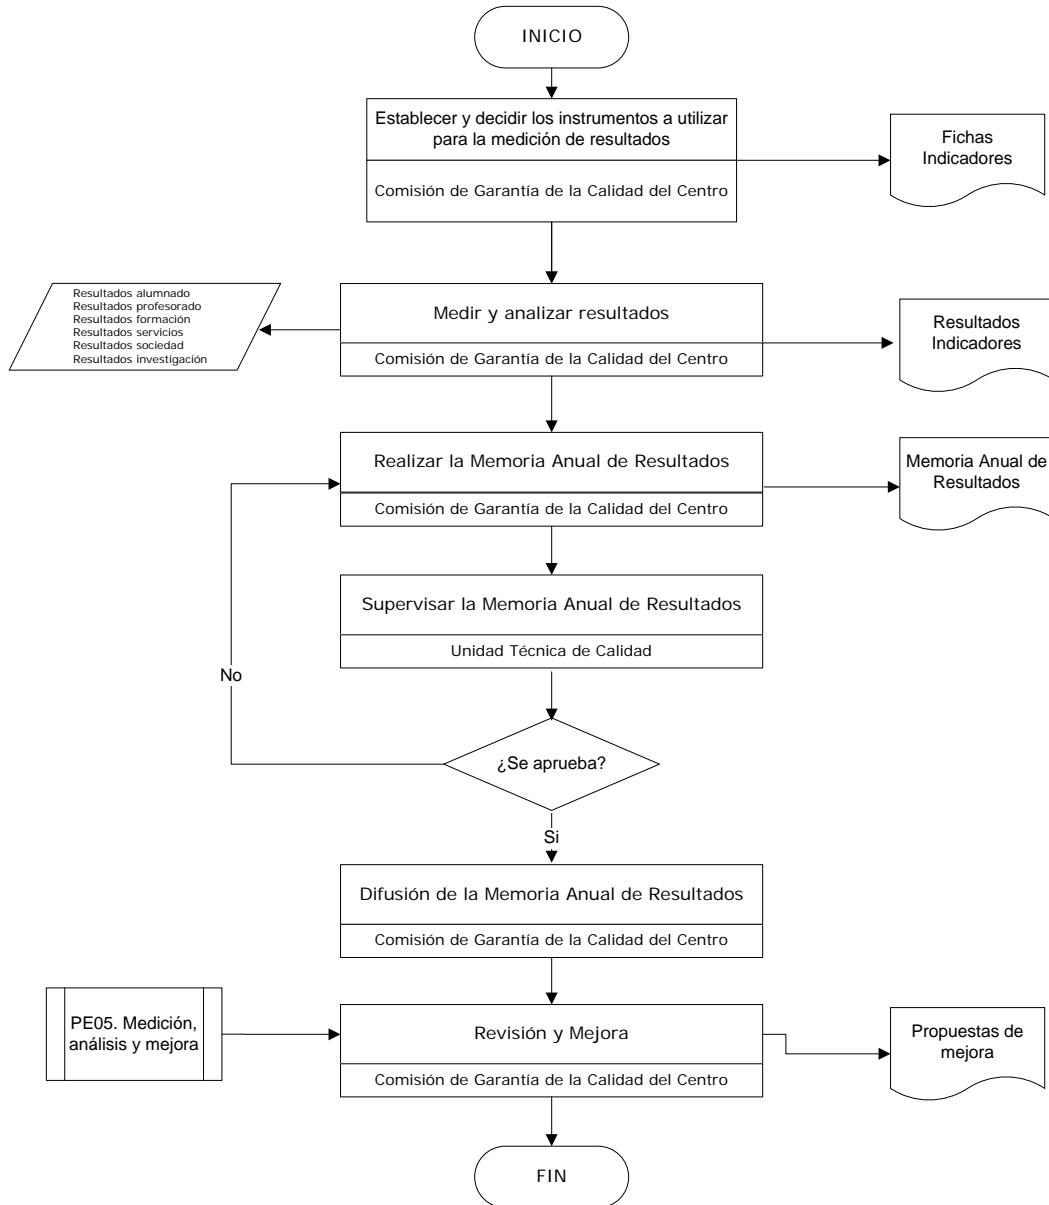 INICIO
Establecer y decidir los instrumentos a utilizar
para la medición de resultados
Comisión de Garantía de la Calidad del Centro
Fichas
Indicadores
Resultados alumnado
Resultados profesorado
Resultados formación
Resultados servicios
Resultados sociedad
Resultados investigación
Medir y analizar resultados
Comisión de Garantía de la Calidad del Centro
Resultados
Indicadores
Realizar la Memoria Anual de Resultados
Comisión de Garantía de la Calidad del Centro
Memoria Anual de
Resultados
Supervisar la Memoria Anual de Resultados
Unidad Técnica de Calidad
No
¿Se aprueba?
Si
Difusión de la Memoria Anual de Resultados
Comisión de Garantía de la Calidad del Centro
PE05. Medición,
análisis y mejora
Revisión y Mejora
Comisión de Garantía de la Calidad del Centro
Propuestas de
mejora
FIN